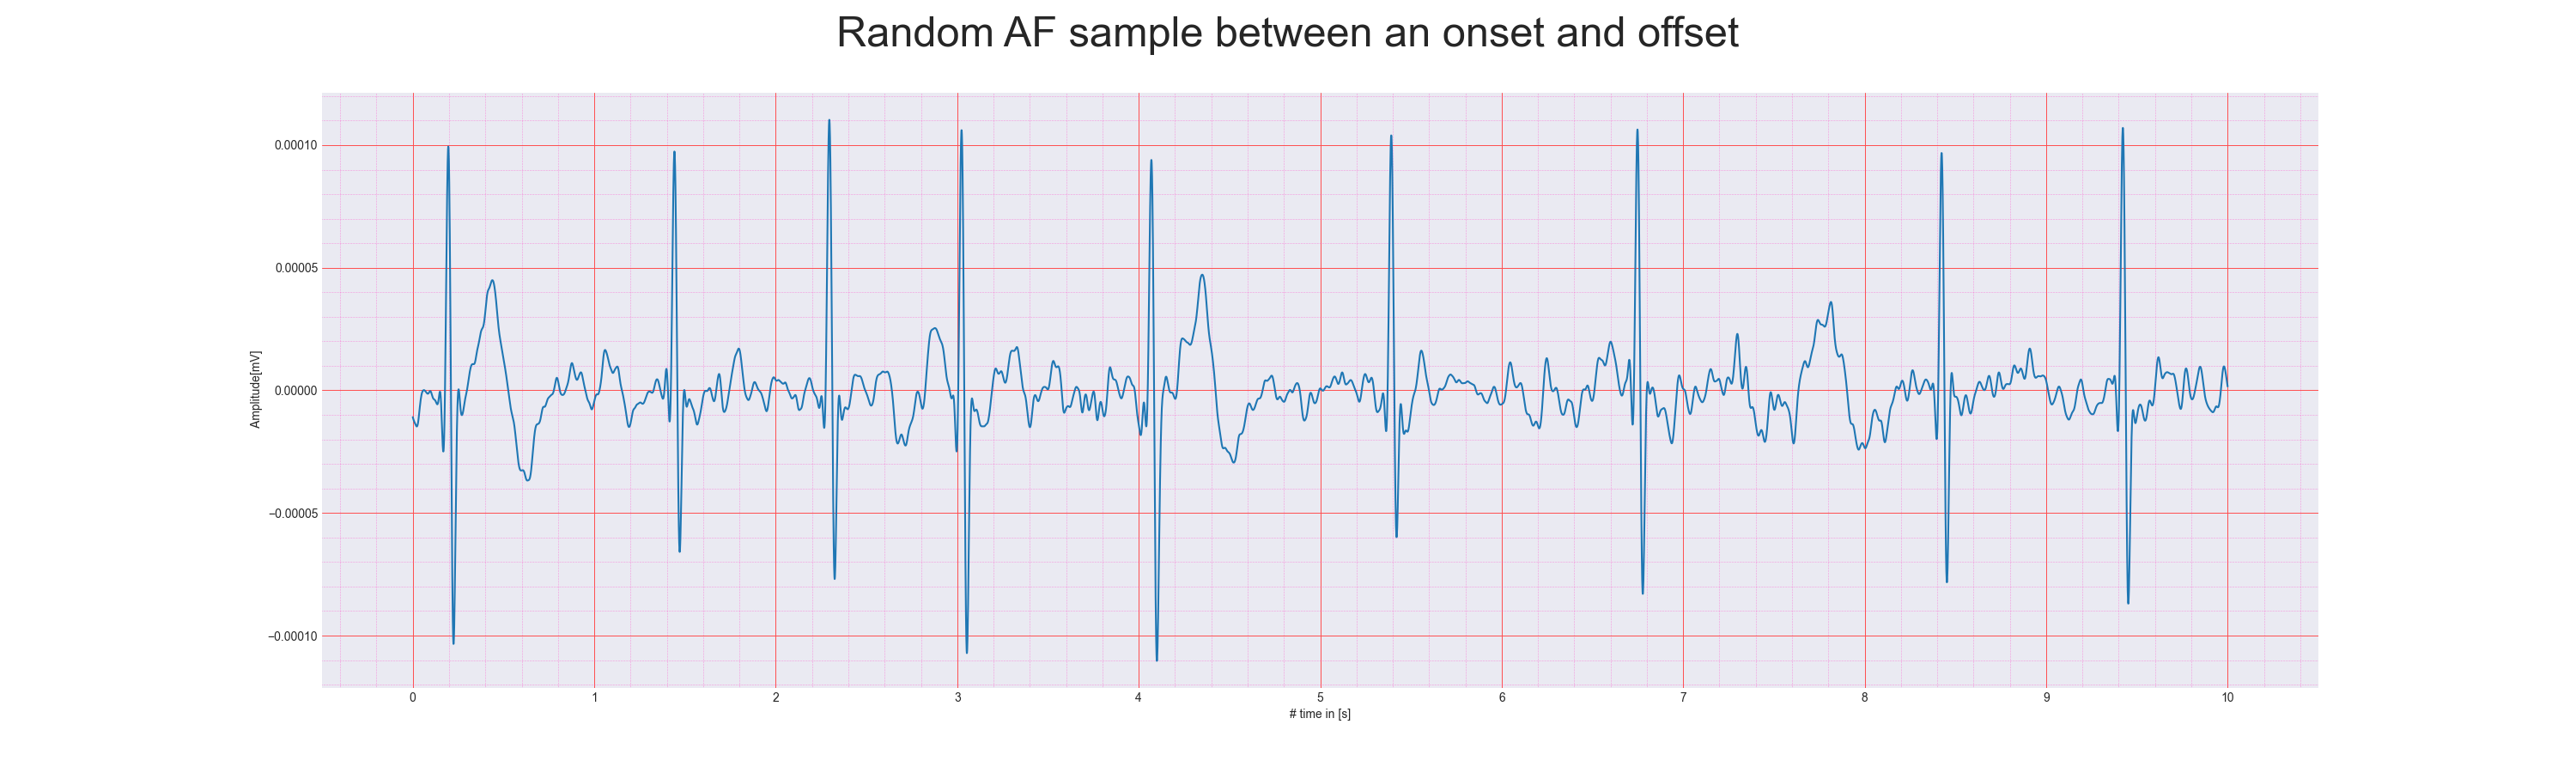 Random AF sample between an onset and offset
0.00010
0.00005
0.00000
−0.00005
−0.00010
Amplitude[mV]
0 1 2 3 4 5 6 7 8 9 10
# time in [s]